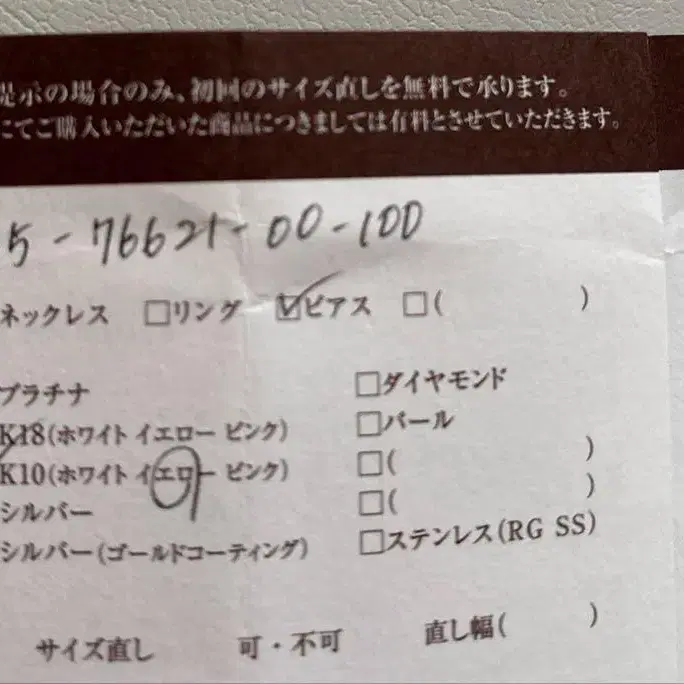 提示の場合のみ、初回のサイズ直しを無料で承ります。
にてご購入いただいた商品につきましては有料とさせていただきます。
5-76621-00-100
ネックレス □リング ☑ピアス □( )
プラチナ □ダイヤモンド
K18(ホワイト イエロー ピンク) □パール
K10(ホワイト イエロー ピンク) □( )
シルバー □( )
シルバー(ゴールドコーティング) □ステンレス(RG SS)
サイズ直し 可・不可 直し幅( )